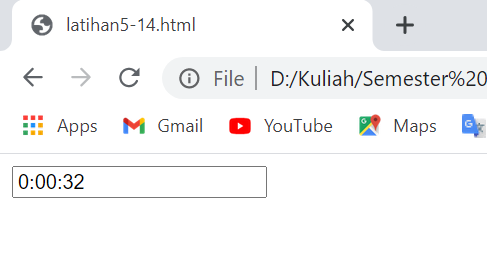 latihan5-14.html
File | D:/Kuliah/Semester%20
Apps Gmail YouTube Maps
0:00:32